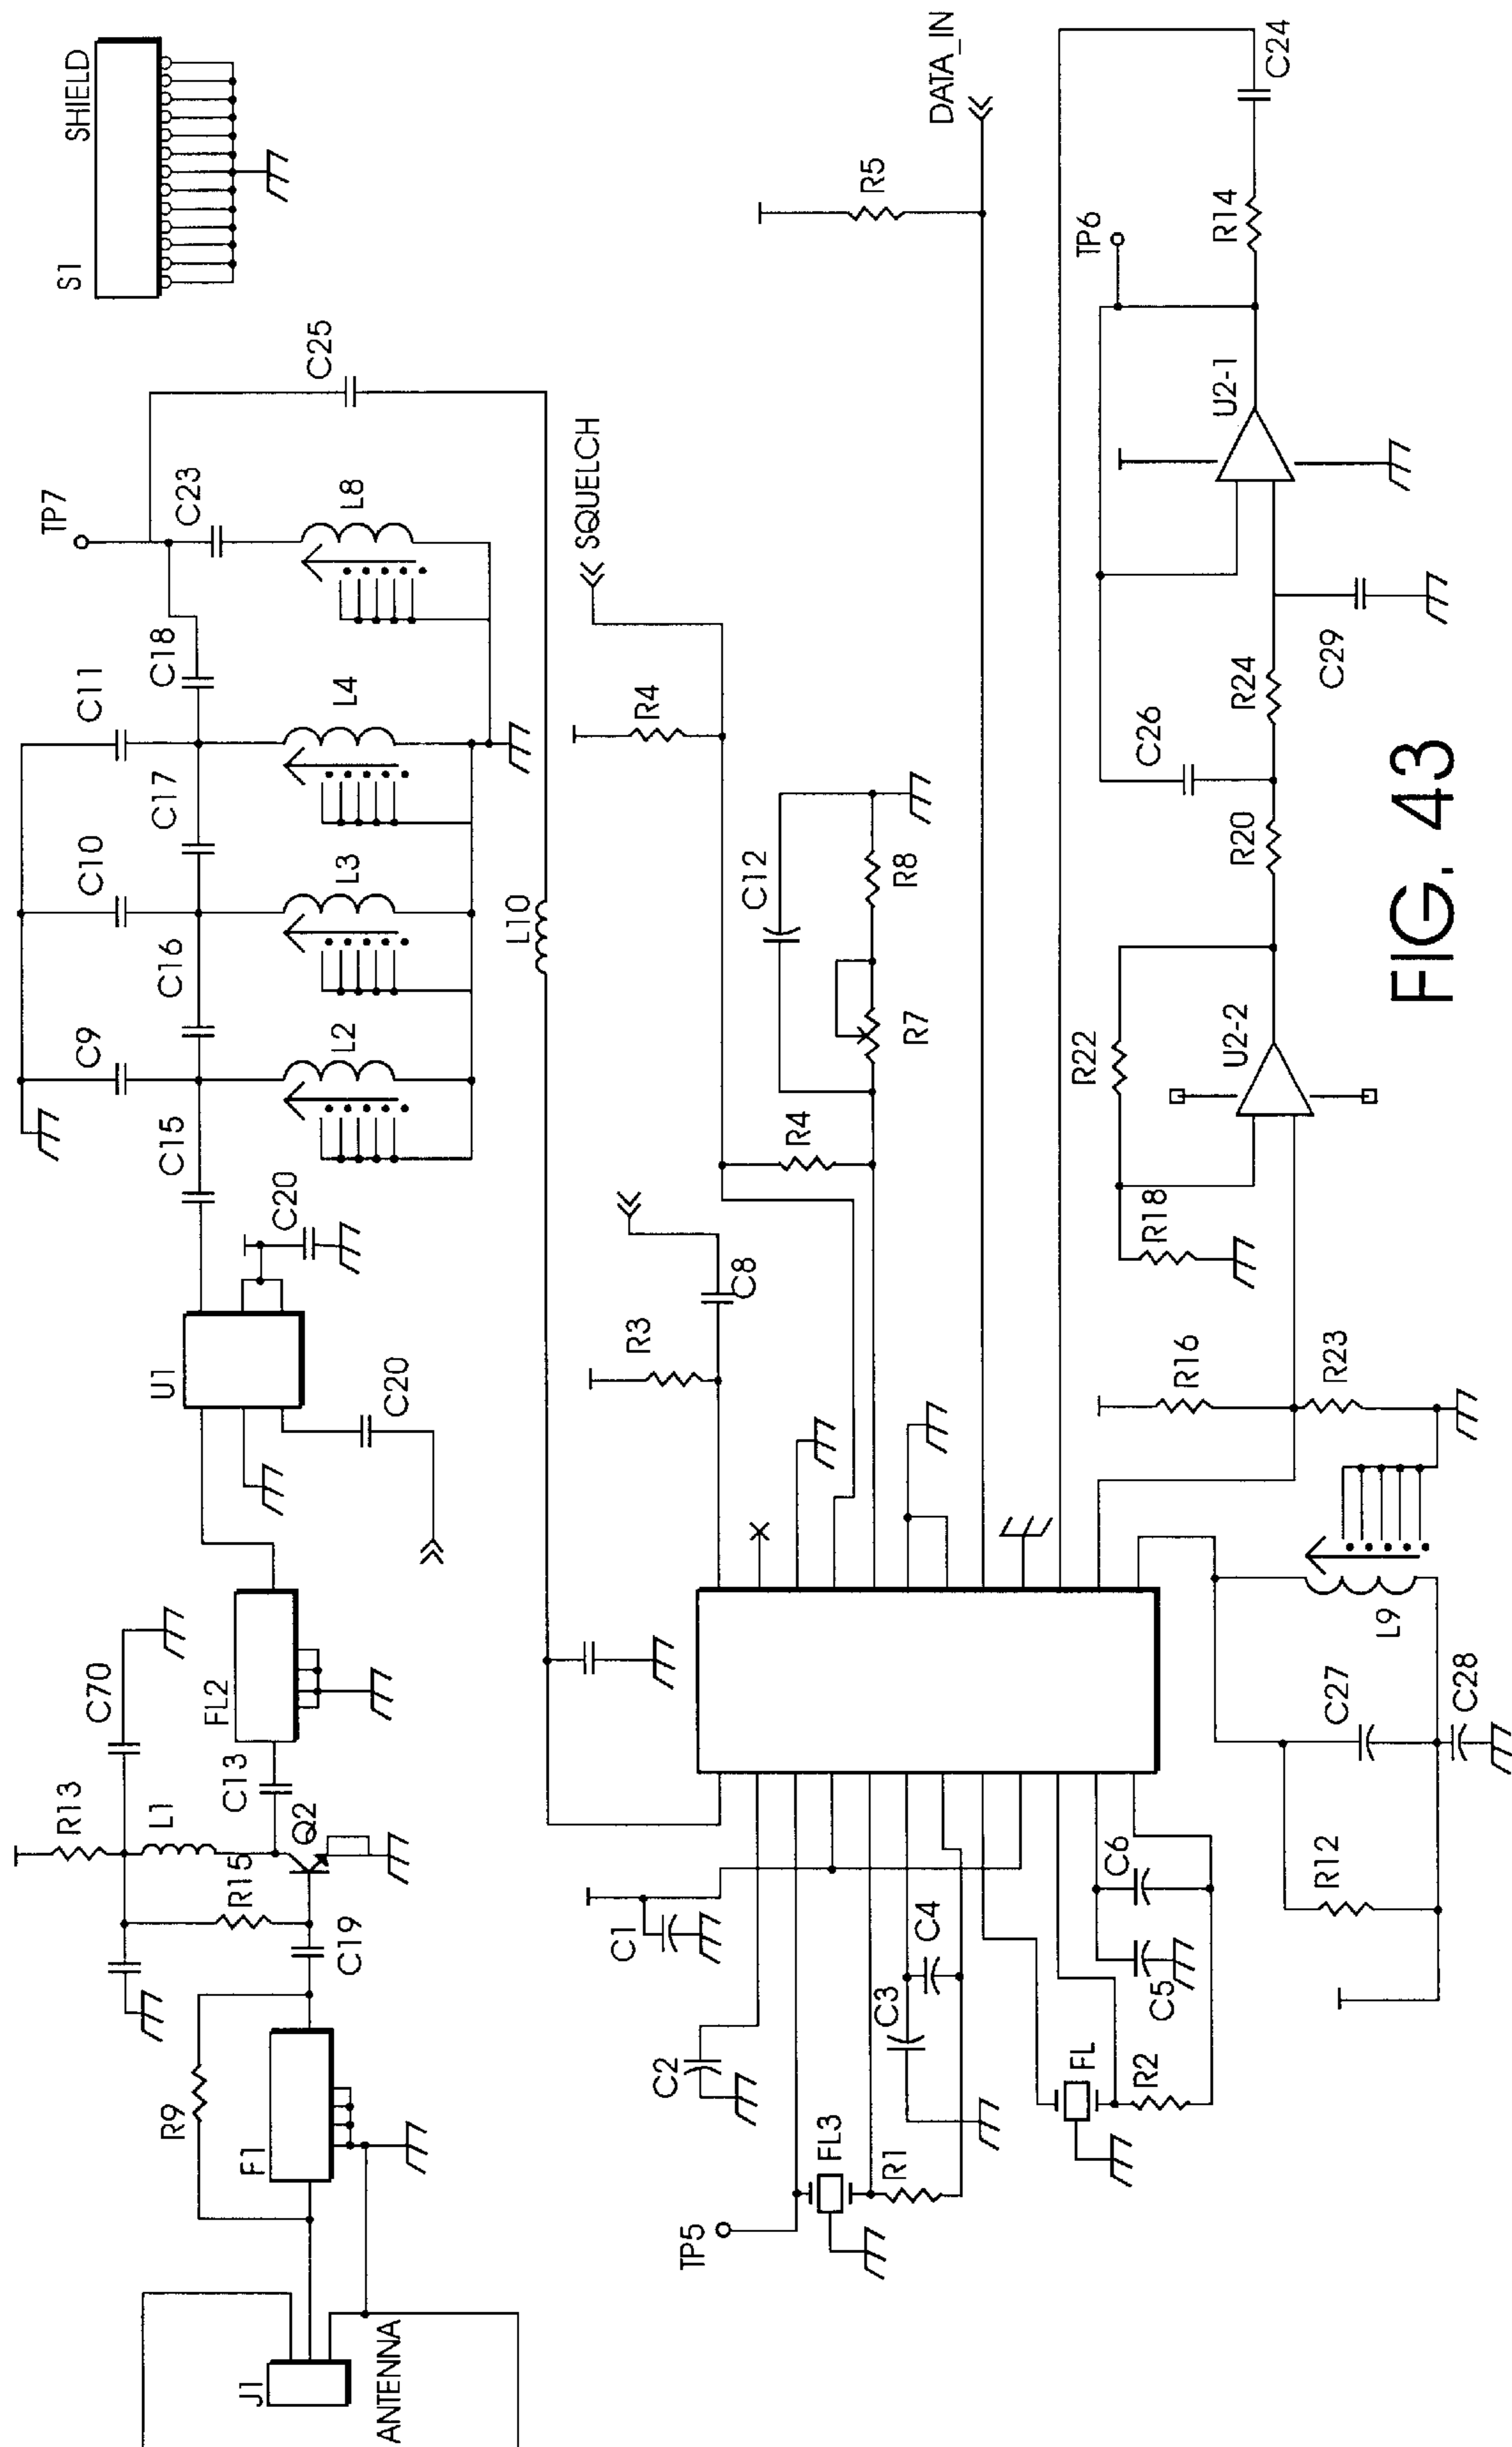 S1 SHIELD
TP7
C25
C23
L8
C18
C11
L4
C17
C10
L3
C16
C9
L2
C15
C20
U1
C20
FL2
C70
C13
R13
L1
Q2
R15
C19
R9
F1
J1
ANTENNA
L10
SQUELCH
R4
C12
R8
R7
R4
C8
R3
DATA_IN
R5
C1
C2
C3
C4
TP5
FL3
R1
FL
R2
C5
C6
R12
C27
C28
L9
R16
R23
R18
R22
U2-2
R20
C26
R24
C29
U2-1
TP6
R14
C24
FIG. 43